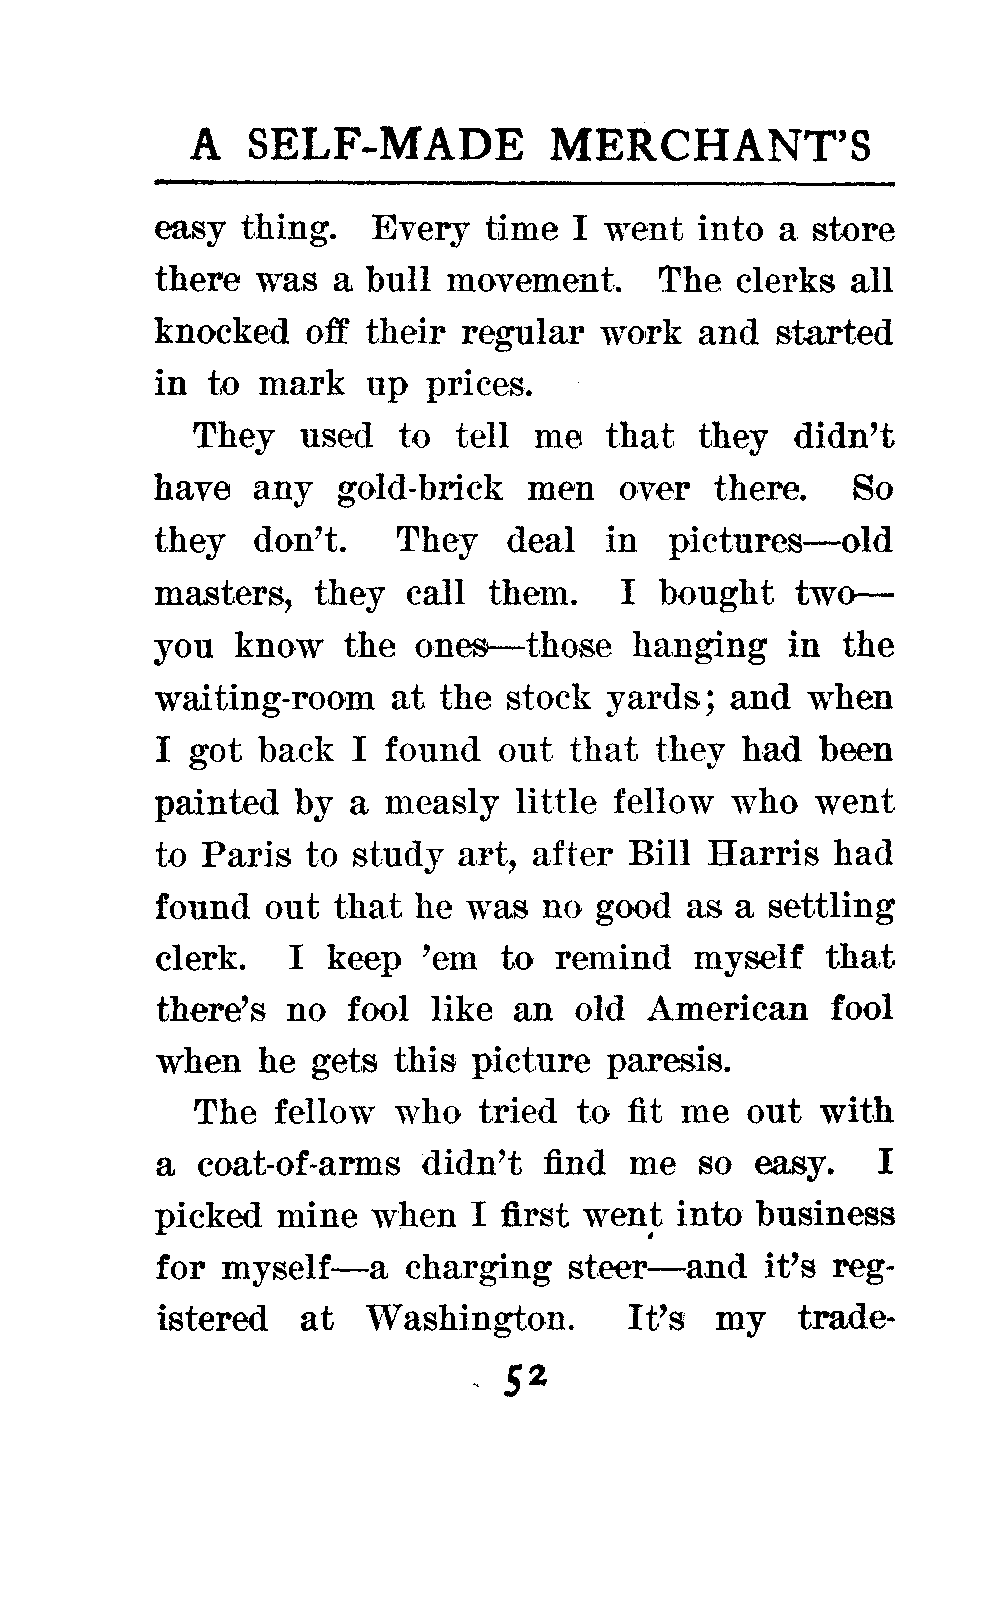 A SELF-MADE MERCHANT'S
easy thing. Every time I went into a store
there was a bull movement. The clerks all
knocked off their regular work and started
in to mark up prices.
They used to tell me that they didn't
have any gold-brick men over there. So
they don't. They deal in pictures—old
masters, they call them. I bought two—
you know the ones—those hanging in the
waiting-room at the stock yards; and when
I got back I found out that they had been
painted by a measly little fellow who went
to Paris to study art, after Bill Harris had
found out that he was no good as a settling
clerk. I keep 'em to remind myself that
there's no fool like an old American fool
when he gets this picture paresis.
The fellow who tried to fit me out with
a coat-of-arms didn't find me so easy. I
picked mine when I first went into business
for myself—a charging steer—and it's reg-
istered at Washington. It's my trade-
52